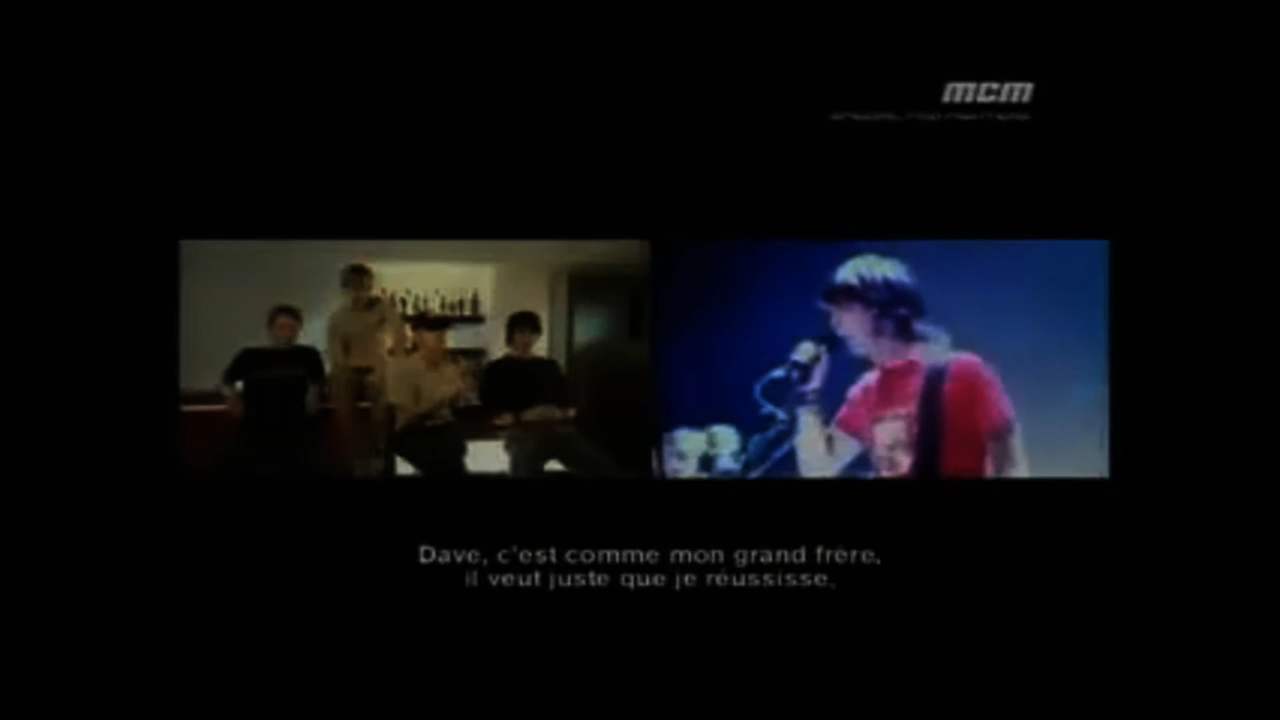 mcm
Dave, c'est comme mon grand frère,
il veut juste que je réussisse,